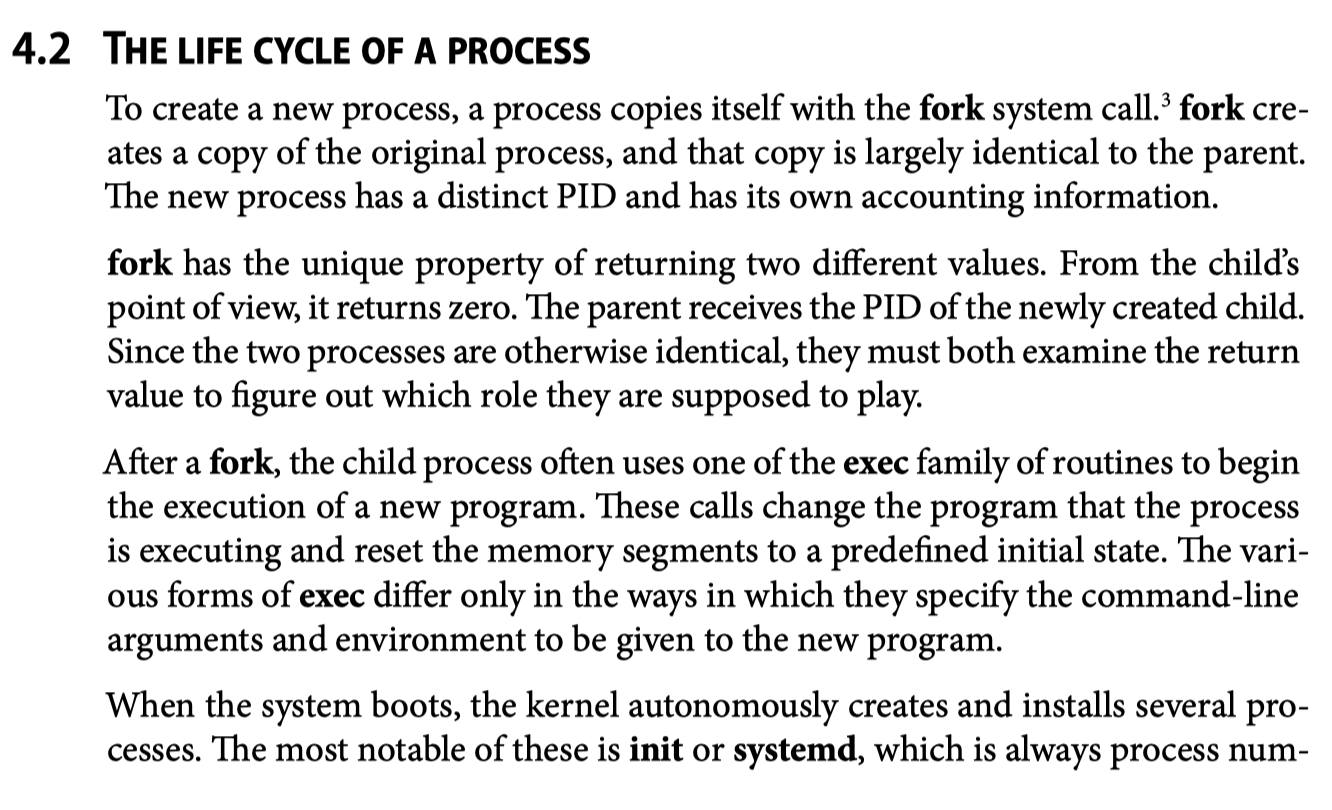 4.2 THE LIFE CYCLE OF A PROCESS
To create a new process, a process copies itself with the fork system call.³ fork cre-
ates a copy of the original process, and that copy is largely identical to the parent.
The new process has a distinct PID and has its own accounting information.
fork has the unique property of returning two different values. From the child’s
point of view, it returns zero. The parent receives the PID of the newly created child.
Since the two processes are otherwise identical, they must both examine the return
value to figure out which role they are supposed to play.
After a fork, the child process often uses one of the exec family of routines to begin
the execution of a new program. These calls change the program that the process
is executing and reset the memory segments to a predefined initial state. The vari-
ous forms of exec differ only in the ways in which they specify the command-line
arguments and environment to be given to the new program.
When the system boots, the kernel autonomously creates and installs several pro-
cesses. The most notable of these is init or systemd, which is always process num-